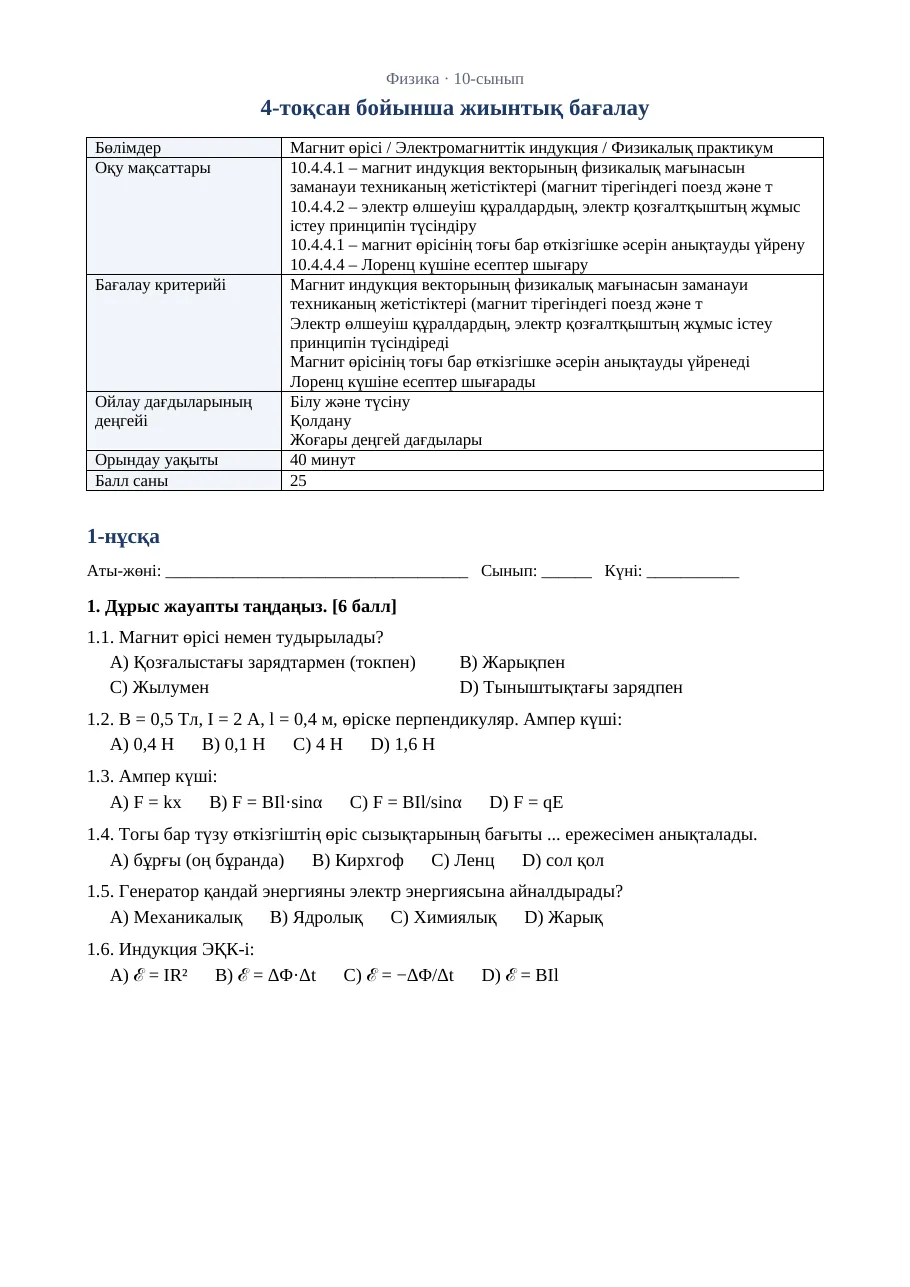 Физика · 10-сынып
4-тоқсан бойынша жиынтық бағалау
Бөлімдер
Магнит өрісі / Электромагниттік индукция / Физикалық практикум
Оқу мақсаттары
10.4.4.1 – магнит индукция векторының физикалық мағынасын
заманауи техниканың жетістіктері (магнит тірегіндегі поезд және т
10.4.4.2 – электр өлшеуіш құралдардың, электр қозғалтқыштың жұмыс
істеу принципін түсіндіру
10.4.4.1 – магнит өрісінің тоғы бар өткізгішке әсерін анықтауды үйрену
10.4.4.4 – Лоренц күшіне есептер шығару
Бағалау критерийі
Магнит индукция векторының физикалық мағынасын заманауи
техниканың жетістіктері (магнит тірегіндегі поезд және т
Электр өлшеуіш құралдардың, электр қозғалтқыштың жұмыс істеу
принципін түсіндіреді
Магнит өрісінің тоғы бар өткізгішке әсерін анықтауды үйренеді
Лоренц күшіне есептер шығарады
Ойлау дағдыларының
деңгейі
Білу және түсіну
Қолдану
Жоғары деңгей дағдылары
Орындау уақыты
40 минут
Балл саны
25
1-нұсқа
Аты-жөні: ____________________________________ Сынып: ______ Күні: ___________
1. Дұрыс жауапты таңдаңыз. [6 балл]
1.1. Магнит өрісі немен тудырылады?
A) Қозғалыстағы зарядтармен (токпен) B) Жарықпен
C) Жылумен D) Тыныштықтағы зарядпен
1.2. B = 0,5 Тл, I = 2 А, l = 0,4 м, өріске перпендикуляр. Ампер күші:
A) 0,4 Н B) 0,1 Н C) 4 Н D) 1,6 Н
1.3. Ампер күші:
A) F = kx B) F = BIl·sinα C) F = BIl/sinα D) F = qE
1.4. Тогы бар түзу өткізгіштің өріс сызықтарының бағыты ... ережесімен анықталады.
A) бұрғы (оң бұранда) B) Кирхгоф C) Ленц D) сол қол
1.5. Генератор қандай энергияны электр энергиясына айналдырады?
A) Механикалық B) Ядролық C) Химиялық D) Жарық
1.6. Индукция ЭҚК-і:
A) ℰ = IR² B) ℰ = ΔΦ·Δt C) ℰ = −ΔΦ/Δt D) ℰ = BIl